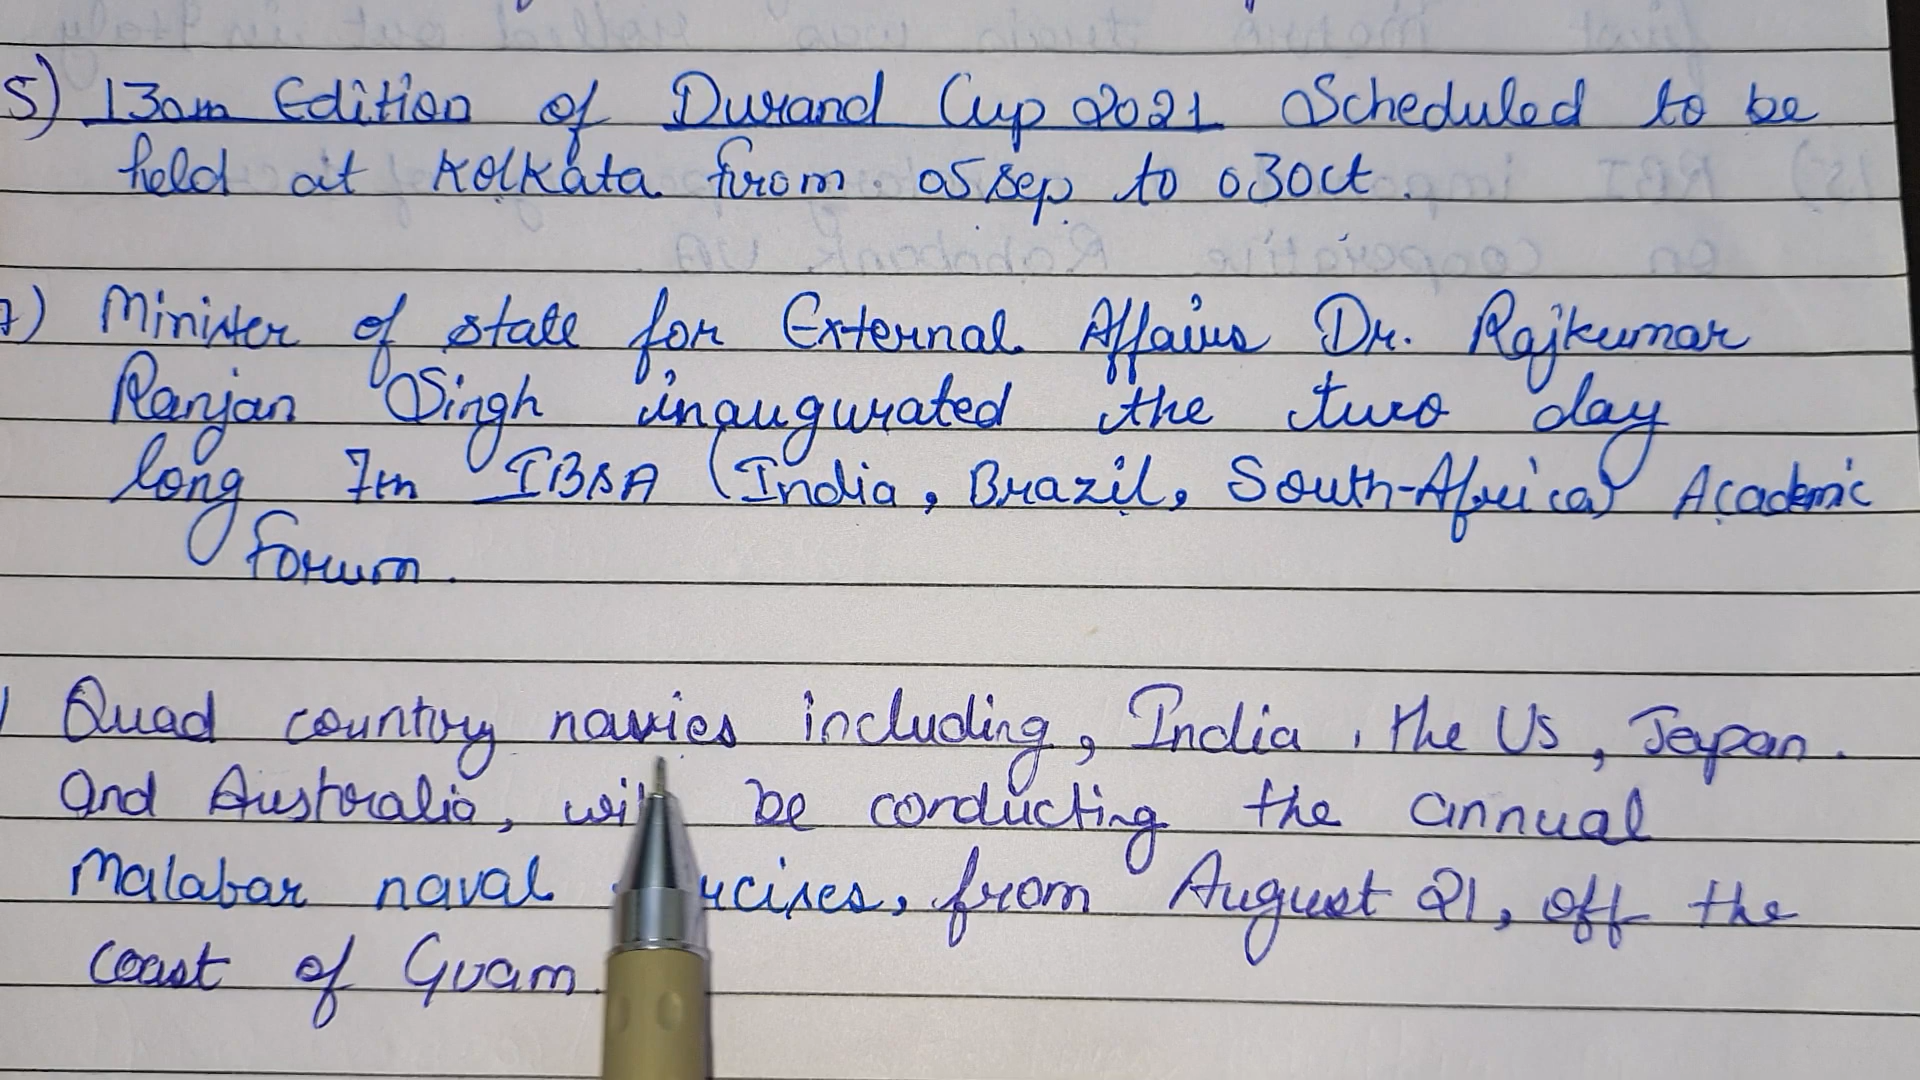 5) 130th Edition of Durand Cup 2021 Scheduled to be
held at Kolkata from 05 Sep to 03 Oct.
7) Minister of state for External Affairs Dr. Rajkumar
Ranjan Singh inaugurated the two day
long 7th IBSA (India, Brazil, South-Africa) Academic
Forum.
Quad country navies including, India, the US, Japan.
and Australia, will be conducting the annual
Malabar naval from August 21, off the
coast of Guam.